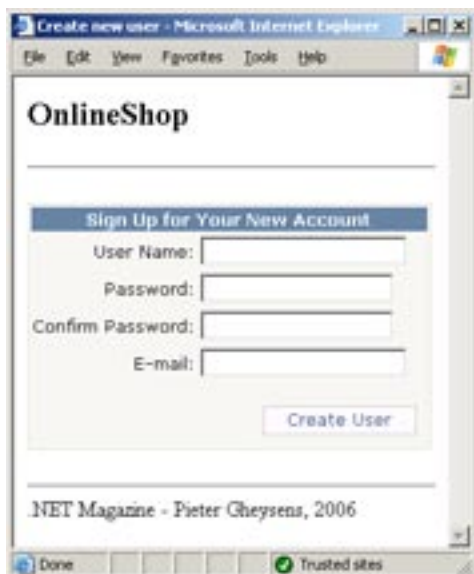 Create new user - Microsoft Internet Explorer
File Edit View Favorites Tools Help
OnlineShop
Sign Up for Your New Account
User Name:
Password:
Confirm Password:
E-mail:
Create User
.NET Magazine - Pieter Gheysens, 2006
Done Trusted sites